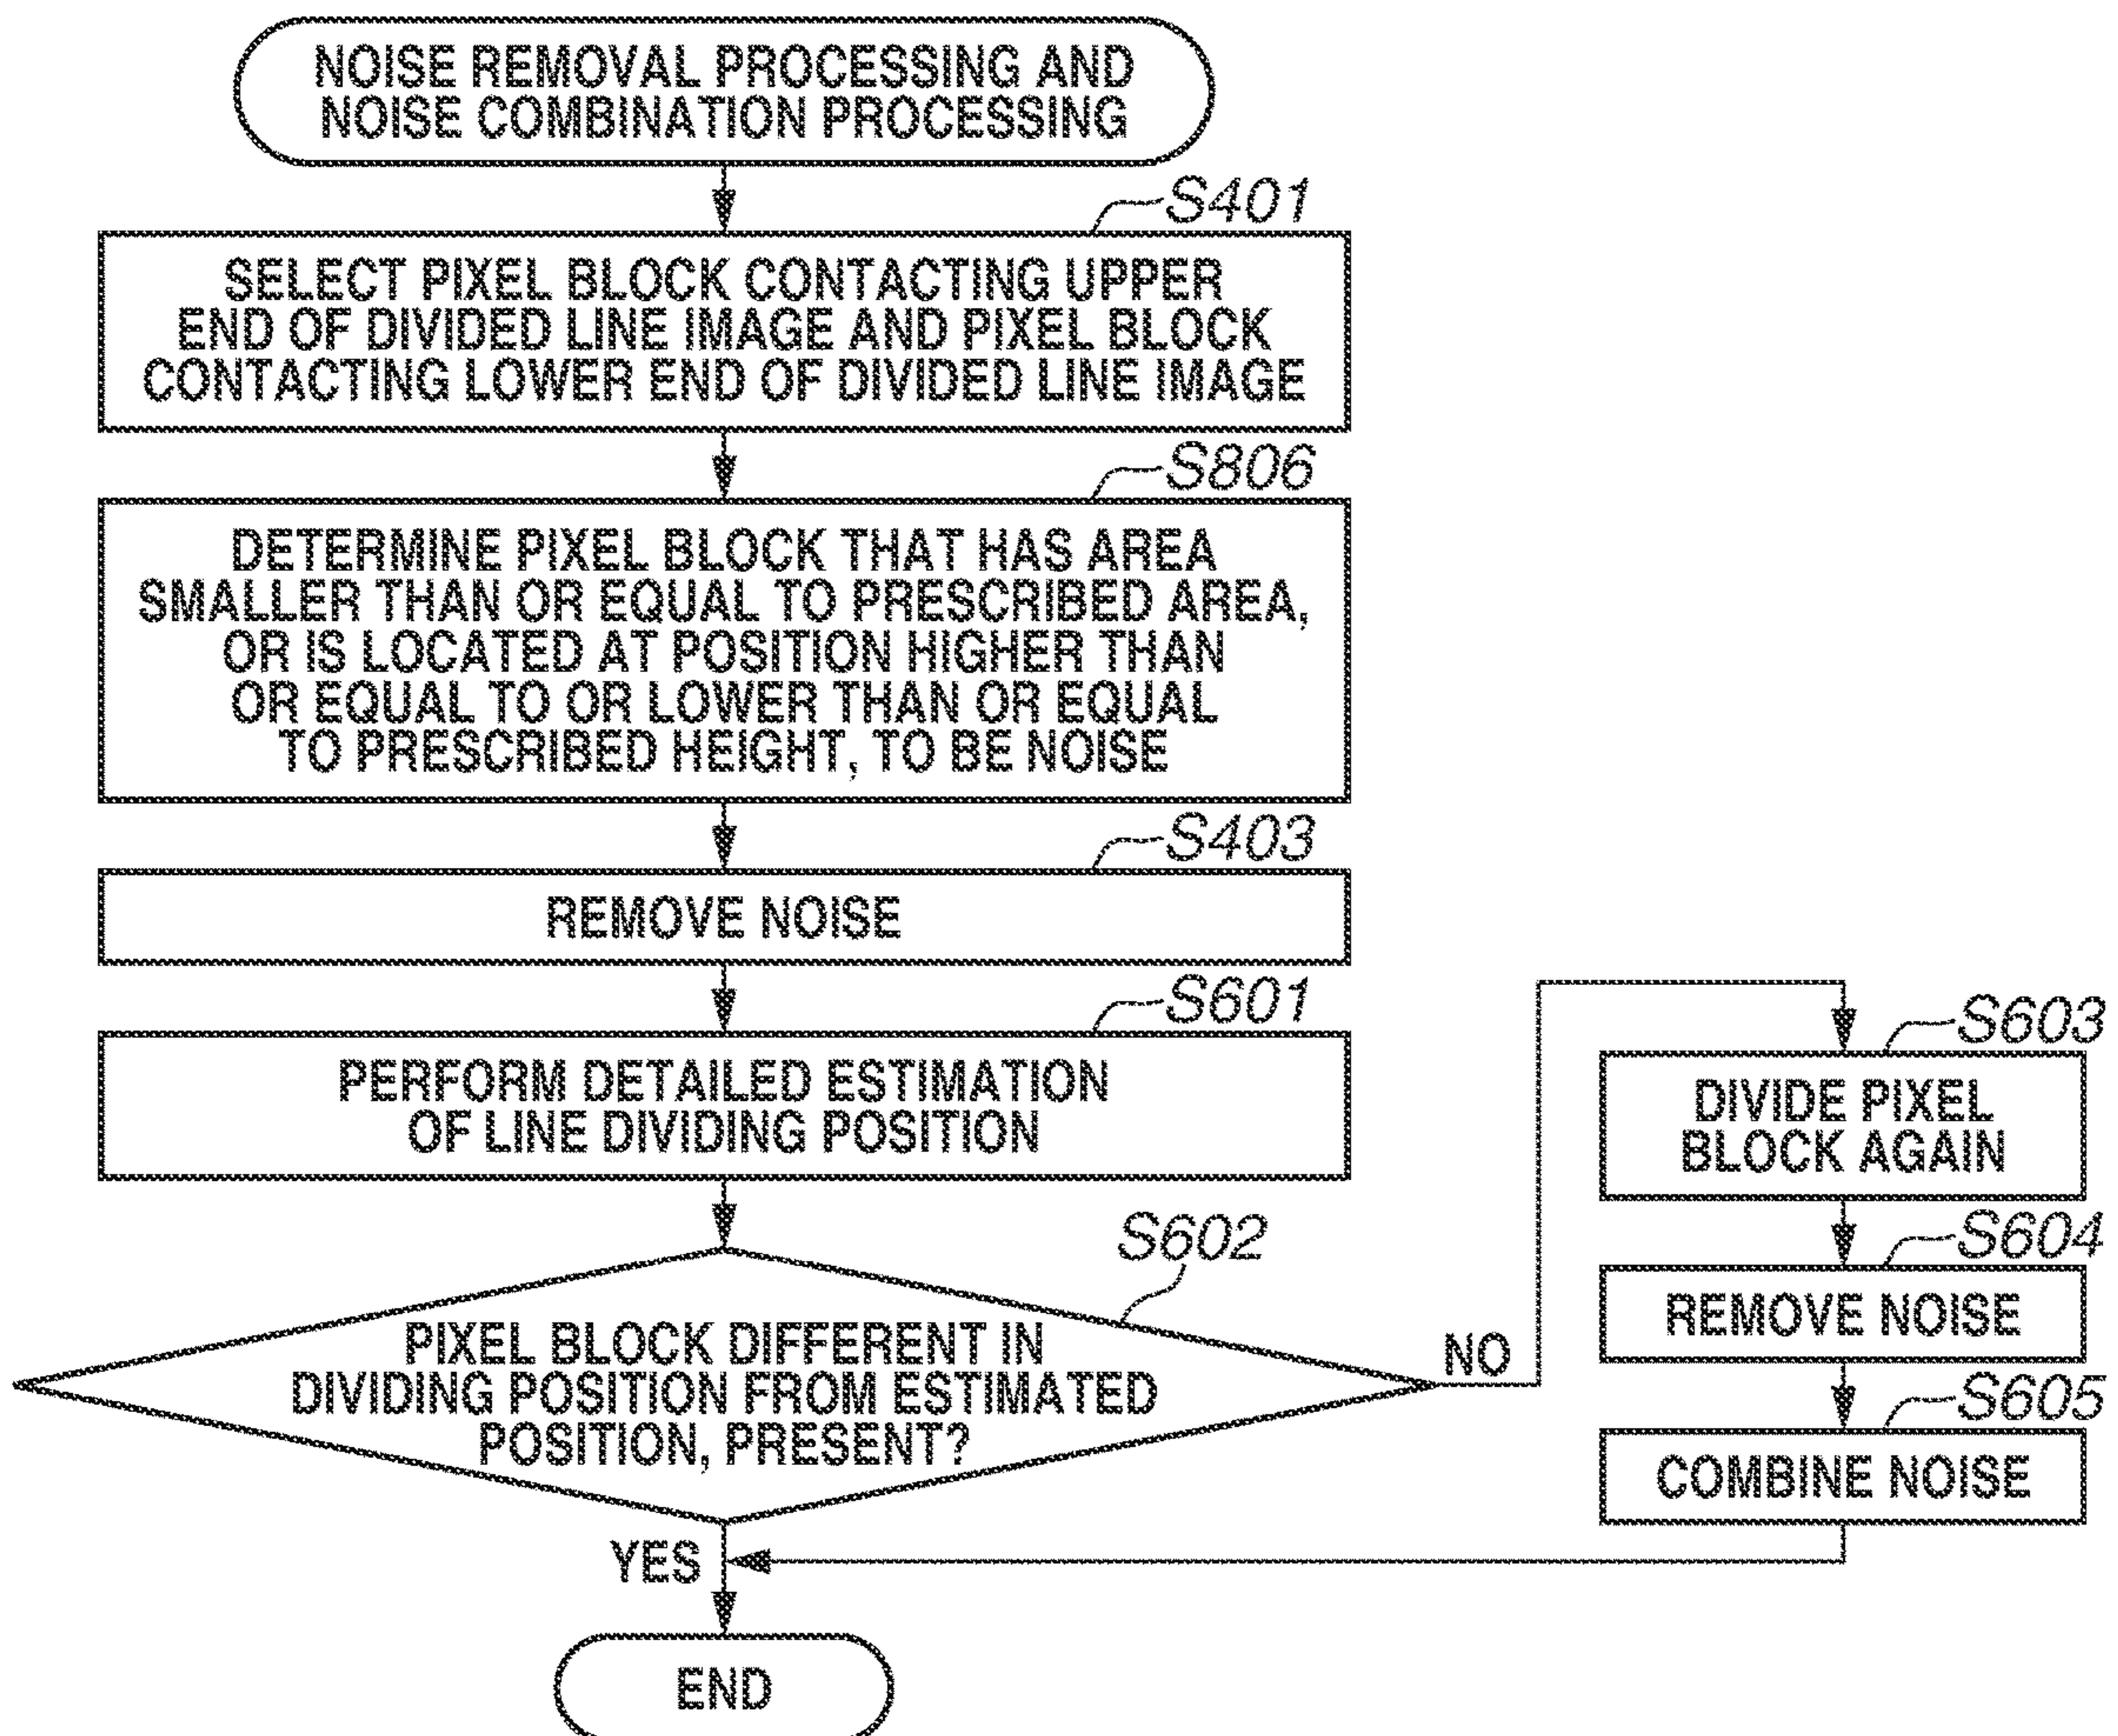 NOISE REMOVAL PROCESSING AND
NOISE COMBINATION PROCESSING
S401
SELECT PIXEL BLOCK CONTACTING UPPER
END OF DIVIDED LINE IMAGE AND PIXEL BLOCK
CONTACTING LOWER END OF DIVIDED LINE IMAGE
S806
DETERMINE PIXEL BLOCK THAT HAS AREA
SMALLER THAN OR EQUAL TO PRESCRIBED AREA,
OR IS LOCATED AT POSITION HIGHER THAN
OR EQUAL TO OR LOWER THAN OR EQUAL
TO PRESCRIBED HEIGHT, TO BE NOISE
S403
REMOVE NOISE
S601
PERFORM DETAILED ESTIMATION
OF LINE DIVIDING POSITION
S602
PIXEL BLOCK DIFFERENT IN
DIVIDING POSITION FROM ESTIMATED
POSITION, PRESENT?
NO
S603
DIVIDE PIXEL
BLOCK AGAIN
S604
REMOVE NOISE
S605
COMBINE NOISE
YES
END